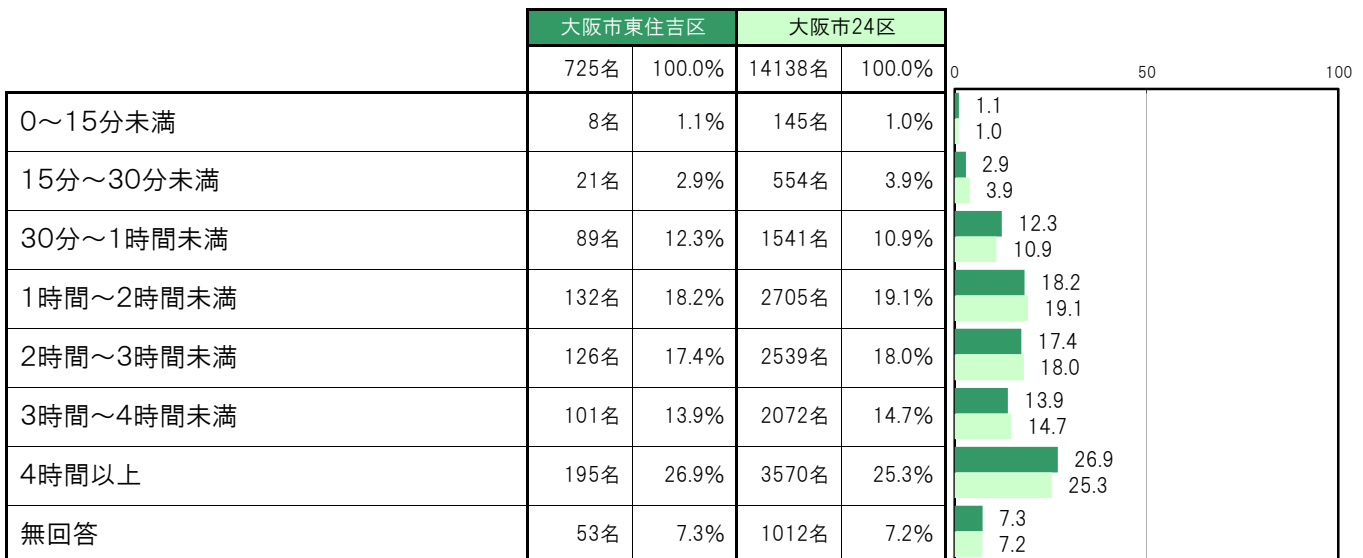 大阪市東住吉区 大阪市24区
725名 100.0% 14138名 100.0% 0 50 100
0～15分未満 8名 1.1% 145名 1.0% 1.1
1.0
15分～30分未満 21名 2.9% 554名 3.9% 2.9
3.9
30分～1時間未満 89名 12.3% 1541名 10.9% 12.3
10.9
1時間～2時間未満 132名 18.2% 2705名 19.1% 18.2
19.1
2時間～3時間未満 126名 17.4% 2539名 18.0% 17.4
18.0
3時間～4時間未満 101名 13.9% 2072名 14.7% 13.9
14.7
4時間以上 195名 26.9% 3570名 25.3% 26.9
25.3
無回答 53名 7.3% 1012名 7.2% 7.3
7.2